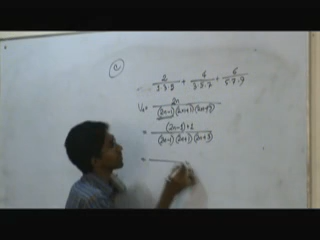 a
2/(1·3·5) + 4/(3·5·7) + 6/(5·7·9)
2n/((2n-1)(2n+1)(2n+3))
= ((2n-1)+1)/((2n-1)(2n+1)(2n+3))
=